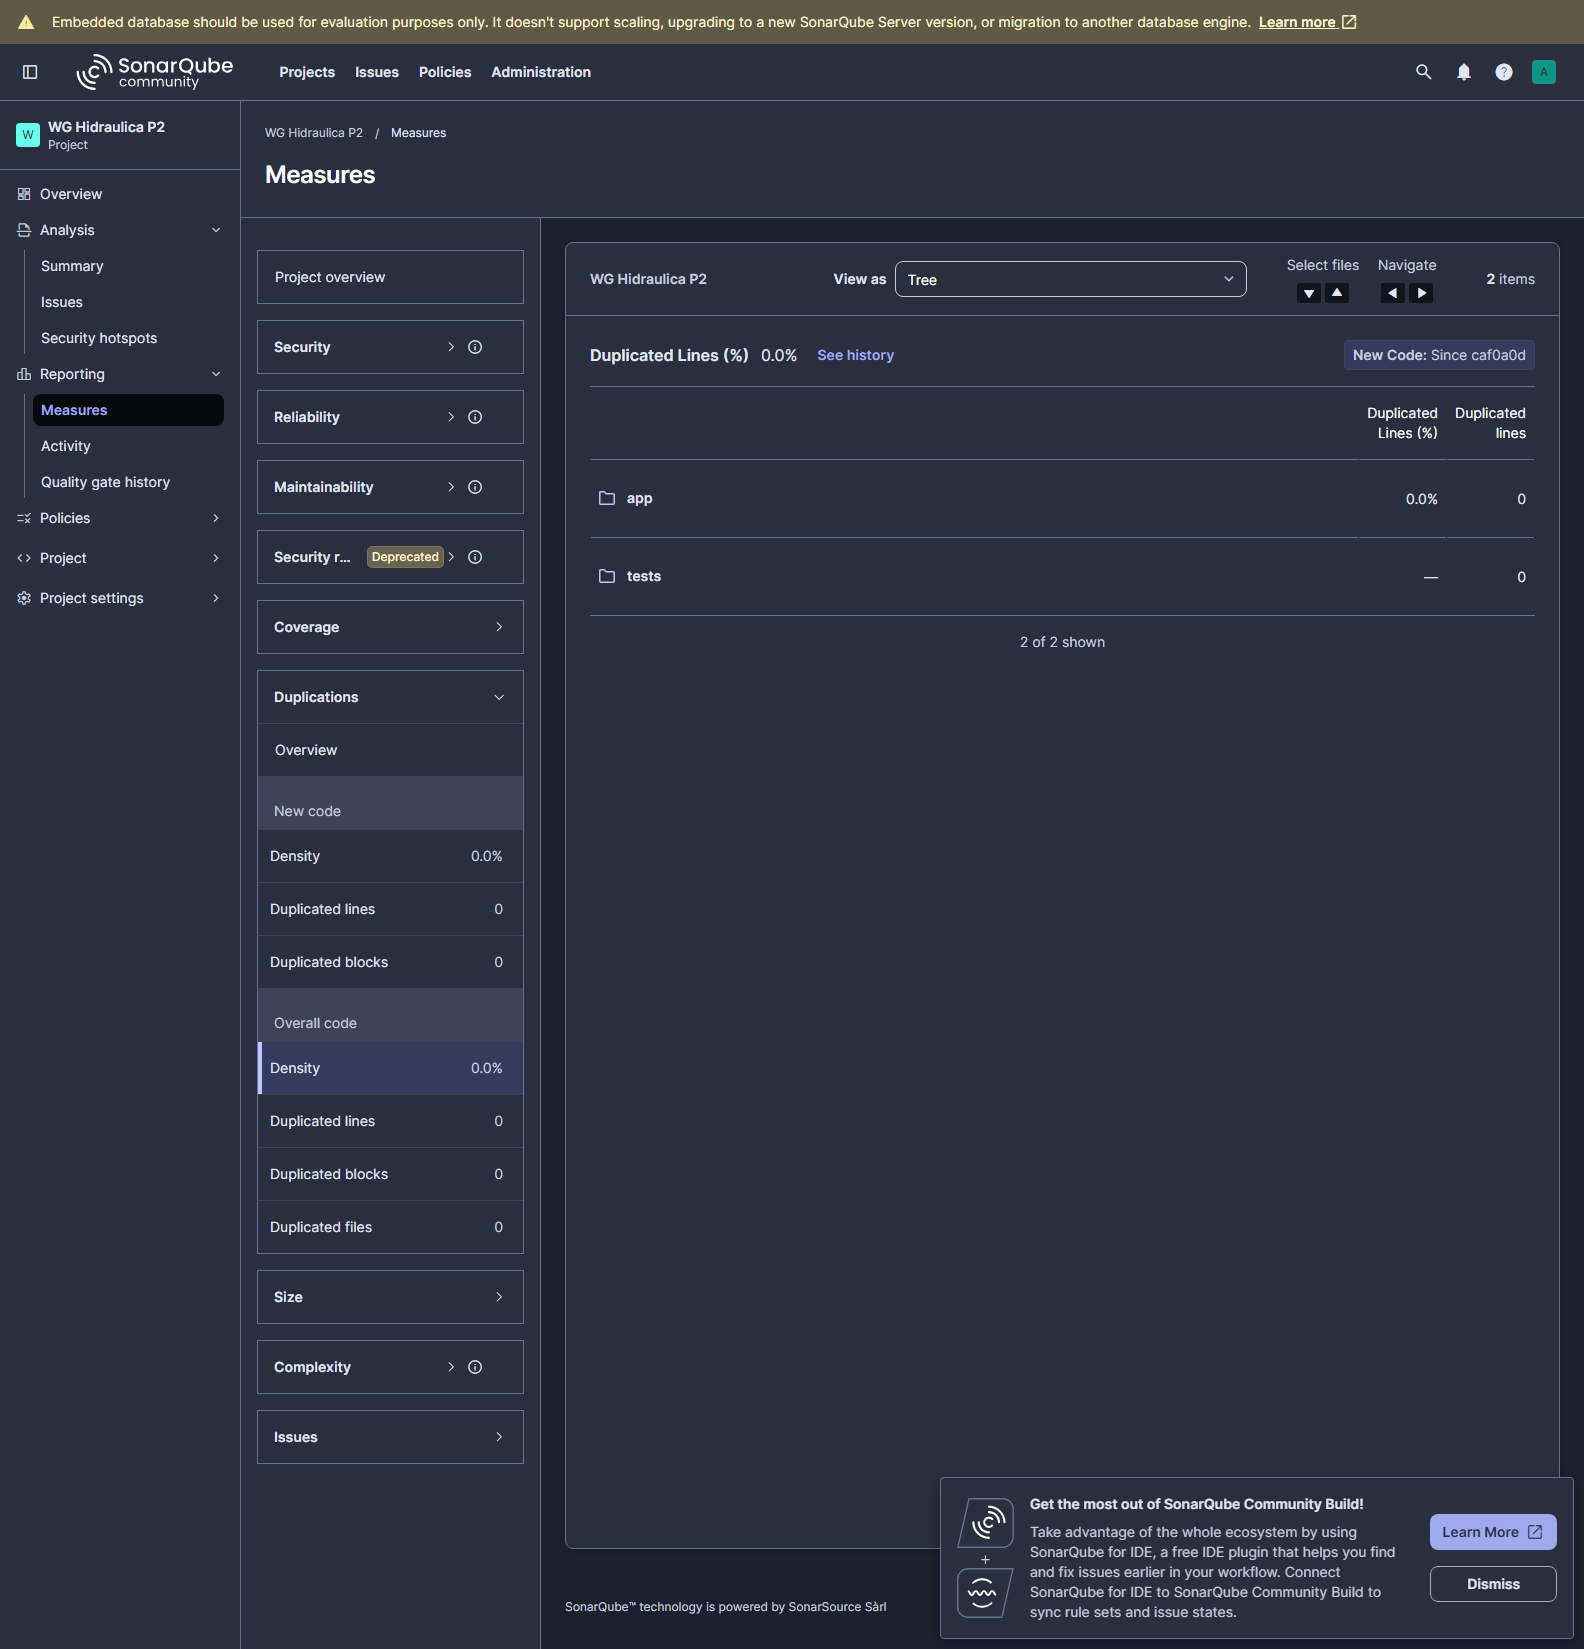 Embedded database should be used for evaluation purposes only. It doesn't support scaling, upgrading to a new SonarQube Server version, or migration to another database engine. Learn more
SonarQube community
Projects Issues Policies Administration
? A
W WG Hidraulica P2
Project
Overview
Analysis
Summary
Issues
Security hotspots
Reporting
Measures
Activity
Quality gate history
Policies
Project
Project settings
WG Hidraulica P2 / Measures
Measures
Project overview
Security
Reliability
Maintainability
Security r... Deprecated
Coverage
Duplications
Overview
New code
Density 0.0%
Duplicated lines 0
Duplicated blocks 0
Overall code
Density 0.0%
Duplicated lines 0
Duplicated blocks 0
Duplicated files 0
Size
Complexity
Issues
WG Hidraulica P2 View as Tree Select files Navigate 2 items
Duplicated Lines (%) 0.0% See history New Code: Since caf0a0d
Duplicated Lines (%) Duplicated lines
app 0.0% 0
tests — 0
2 of 2 shown
SonarQube™ technology is powered by SonarSource Sàrl
Get the most out of SonarQube Community Build!
Take advantage of the whole ecosystem by using
SonarQube for IDE, a free IDE plugin that helps you find
and fix issues earlier in your workflow. Connect
SonarQube for IDE to SonarQube Community Build to
sync rule sets and issue states.
Learn More
Dismiss